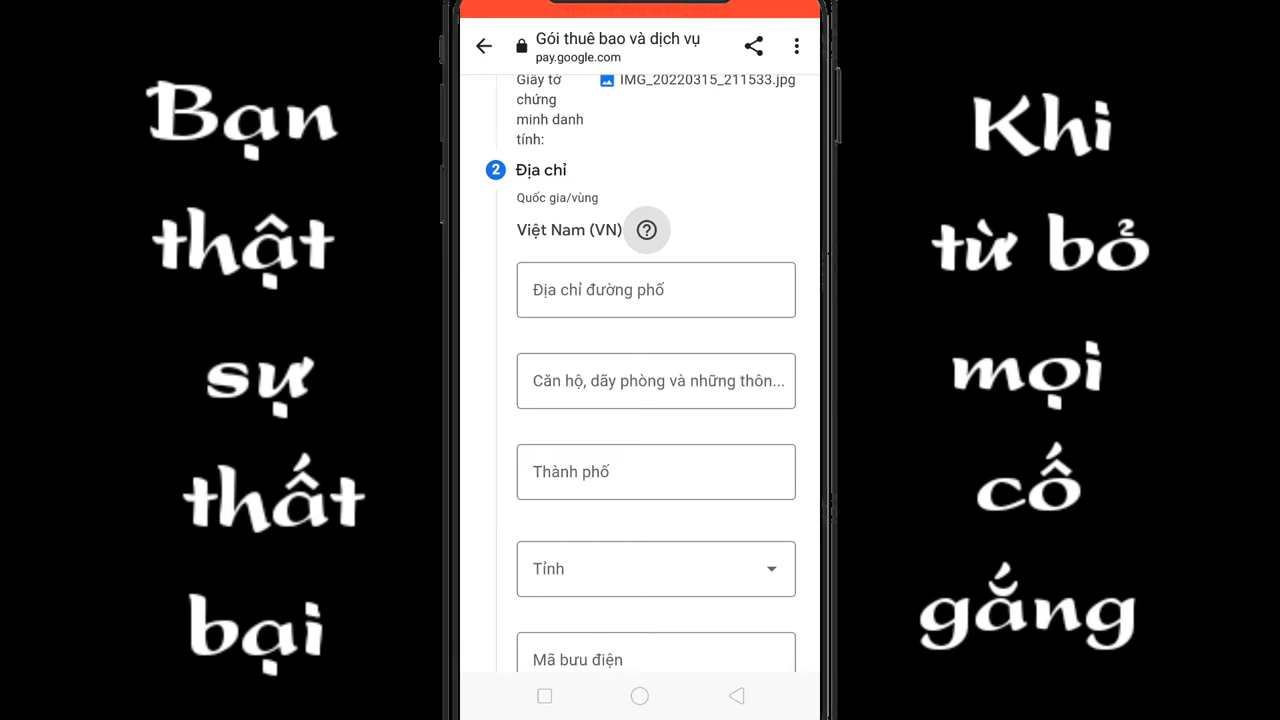 Bạn
thật
sự
thất
bại
Gói thuê bao và dịch vụ
pay.google.com
Giấy tờ
chứng
minh danh
tính:
IMG_20220315_211533.jpg
2 Địa chỉ
Quốc gia/vùng
Việt Nam (VN)
Địa chỉ đường phố
Căn hộ, dãy phòng và những thôn...
Thành phố
Tỉnh
Mã bưu điện
Khi
từ bỏ
mọi
cố
gắng